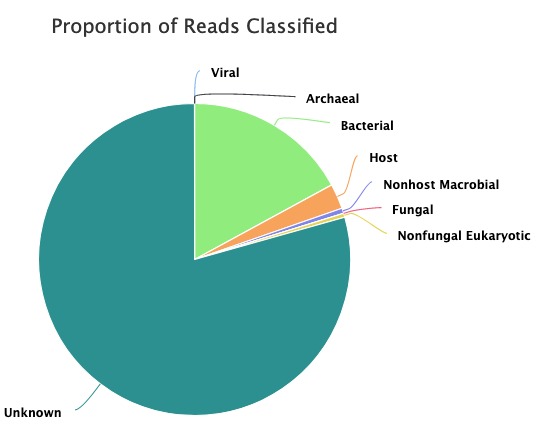 Proportion of Reads Classified
Viral
Archaeal
Bacterial
Host
Nonhost Macrobial
Fungal
Nonfungal Eukaryotic
Unknown